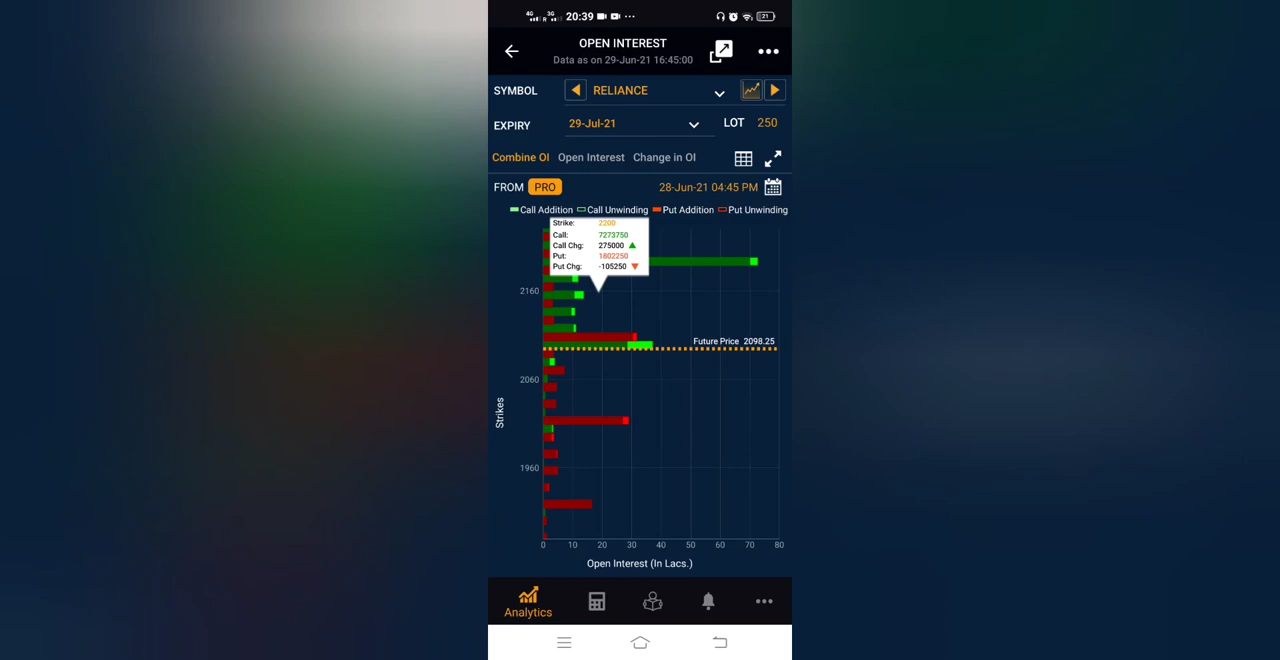 4G R 3G 20:39 ... 21
OPEN INTEREST
Data as on 29-Jun-21 16:45:00
SYMBOL RELIANCE
EXPIRY 29-Jul-21 LOT 250
Combine OI Open Interest Change in OI
FROM PRO 28-Jun-21 04:45 PM
Call Addition Call Unwinding Put Addition Put Unwinding
Strike: 2200
Call: 7273750
Call Chg: 275000
Put: 1802250
Put Chg: -105250
2160
Future Price 2098.25
2060
Strikes
1960
0 10 20 30 40 50 60 70 80
Open Interest (In Lacs.)
Analytics